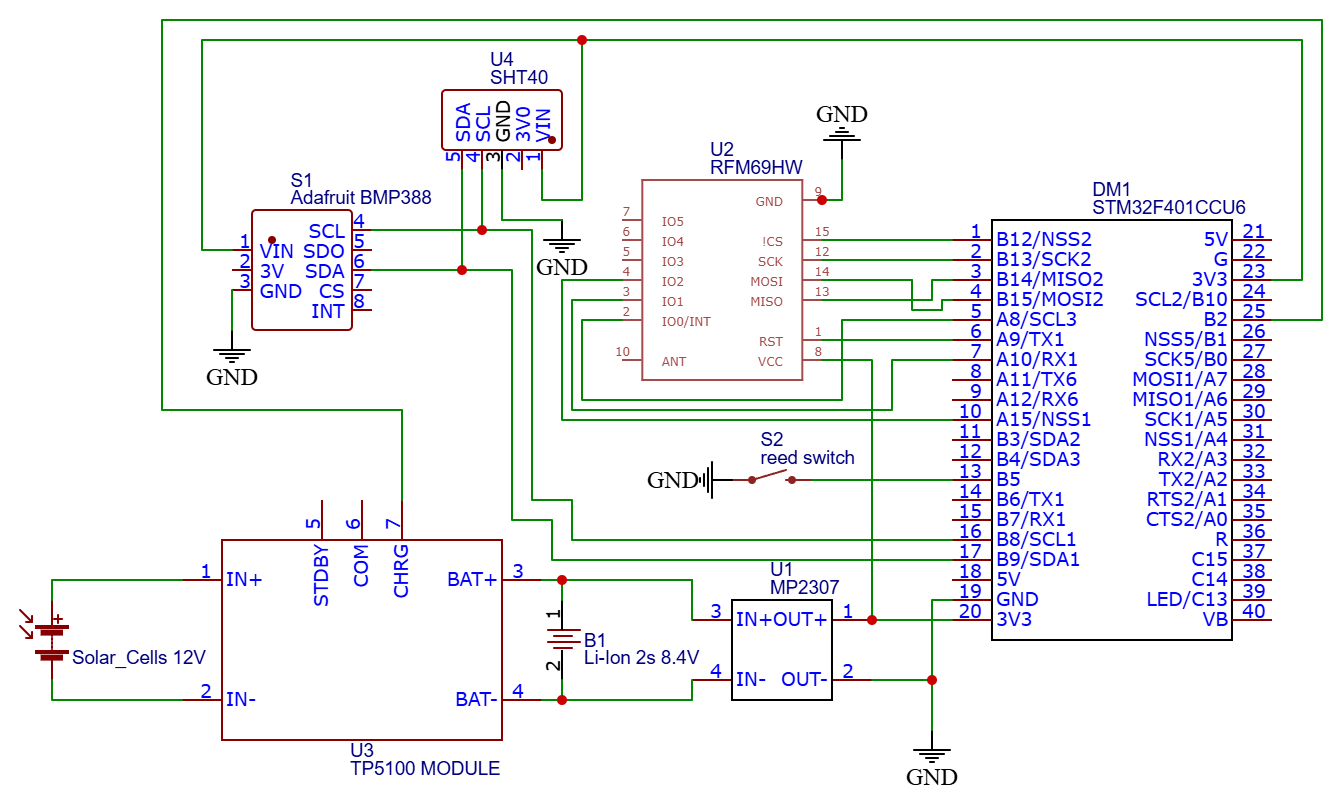 U4
SHT40
SDA
SCL
GND
3V0
VIN
5
4
3
2
1
GND
S1
Adafruit BMP388
1 VIN
2 3V
3 GND
SCL 4
SDO 5
SDA 6
CS 7
INT 8
GND
GND
U2
RFM69HW
7 IO5
6 IO4
5 IO3
4 IO2
3 IO1
2 IO0/INT
10 ANT
GND 9
!CS 15
SCK 12
MOSI 14
MISO 13
RST 1
VCC 8
DM1
STM32F401CCU6
1 B12/NSS2
2 B13/SCK2
3 B14/MISO2
4 B15/MOSI2
5 A8/SCL3
6 A9/TX1
7 A10/RX1
8 A11/TX6
9 A12/RX6
10 A15/NSS1
11 B3/SDA2
12 B4/SDA3
13 B5
14 B6/TX1
15 B7/RX1
16 B8/SCL1
17 B9/SDA1
18 5V
19 GND
20 3V3
5V 21
G 22
3V3 23
SCL2/B10 24
B2 25
NSS5/B1 26
SCK5/B0 27
MOSI1/A7 28
MISO1/A6 29
SCK1/A5 30
NSS1/A4 31
RX2/A3 32
TX2/A2 33
RTS2/A1 34
CTS2/A0 35
R 36
C15 37
C14 38
LED/C13 39
VB 40
S2
reed switch
GND
5 STDBY
6 COM
7 CHRG
1 IN+
2 IN-
BAT+ 3
BAT- 4
U3
TP5100 MODULE
+
Solar_Cells 12V
1
2
B1
Li-Ion 2s 8.4V
U1
MP2307
3 IN+
OUT+ 1
4 IN-
OUT- 2
GND